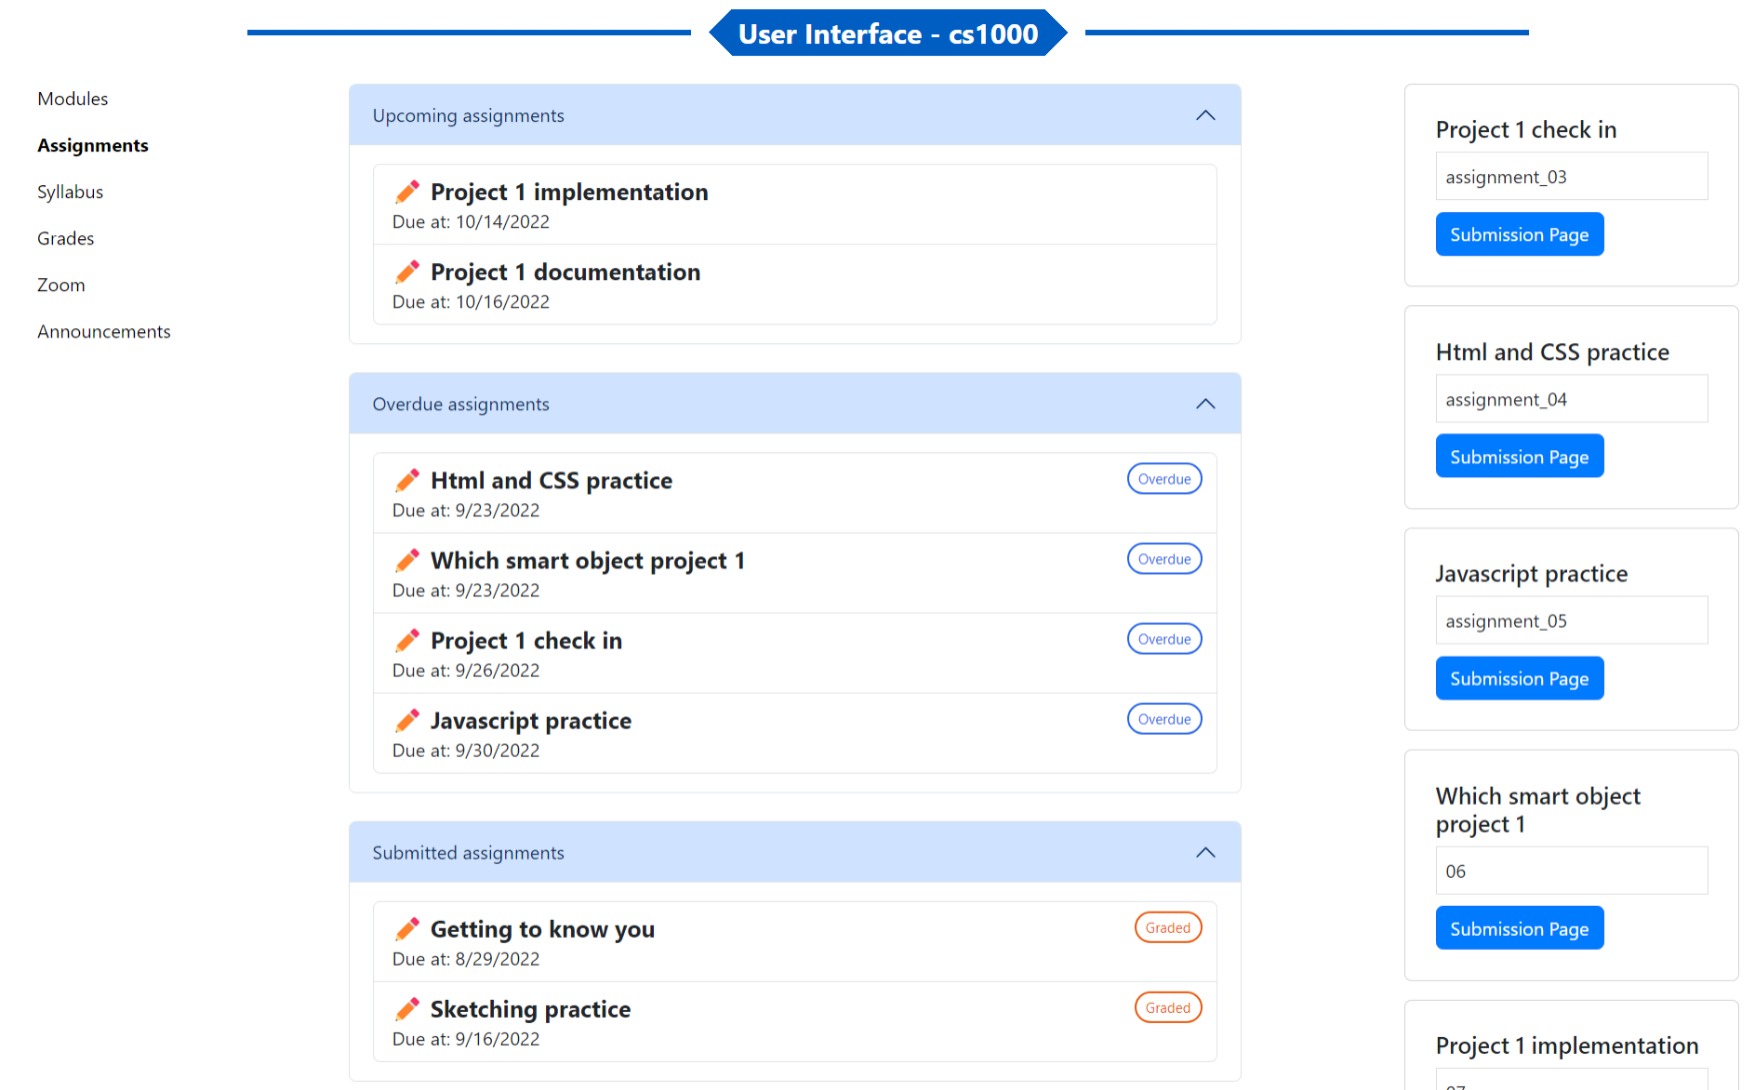 User Interface - cs1000
Modules
Assignments
Syllabus
Grades
Zoom
Announcements
Upcoming assignments
Project 1 implementation
Due at: 10/14/2022
Project 1 documentation
Due at: 10/16/2022
Overdue assignments
Html and CSS practice
Overdue
Due at: 9/23/2022
Which smart object project 1
Overdue
Due at: 9/23/2022
Project 1 check in
Overdue
Due at: 9/26/2022
Javascript practice
Overdue
Due at: 9/30/2022
Submitted assignments
Getting to know you
Graded
Due at: 8/29/2022
Sketching practice
Graded
Due at: 9/16/2022
Project 1 check in
assignment_03
Submission Page
Html and CSS practice
assignment_04
Submission Page
Javascript practice
assignment_05
Submission Page
Which smart object
project 1
06
Submission Page
Project 1 implementation